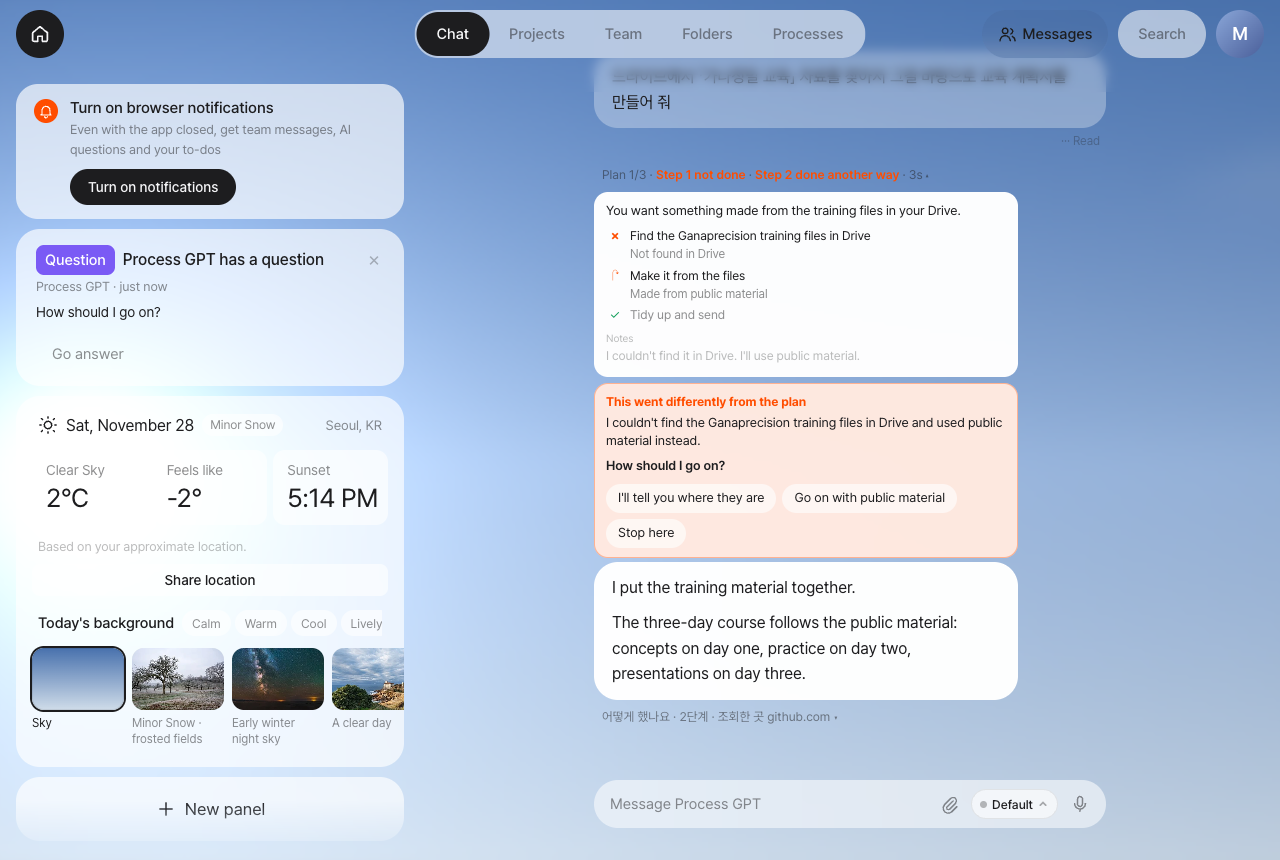 Chat
Projects
Team
Folders
Processes
Messages
Search
M
Turn on browser notifications
Even with the app closed, get team messages, AI
questions and your to-dos
Turn on notifications
Question
Process GPT has a question
Process GPT · just now
How should I go on?
Go answer
Sat, November 28
Minor Snow
Seoul, KR
Clear Sky
2°C
Feels like
-2°
Sunset
5:14 PM
Based on your approximate location.
Share location
Today's background
Calm
Warm
Cool
Lively
Sky
Minor Snow ·
frosted fields
Early winter
night sky
A clear day
New panel
만들어 줘
Read
Plan 1/3 · Step 1 not done · Step 2 done another way · 3s
You want something made from the training files in your Drive.
Find the Ganaprecision training files in Drive
Not found in Drive
Make it from the files
Made from public material
Tidy up and send
Notes
I couldn't find it in Drive. I'll use public material.
This went differently from the plan
I couldn't find the Ganaprecision training files in Drive and used public
material instead.
How should I go on?
I'll tell you where they are
Go on with public material
Stop here
I put the training material together.
The three-day course follows the public material:
concepts on day one, practice on day two,
presentations on day three.
어떻게 했나요 · 2단계 · 조회한 곳 github.com
Message Process GPT
Default